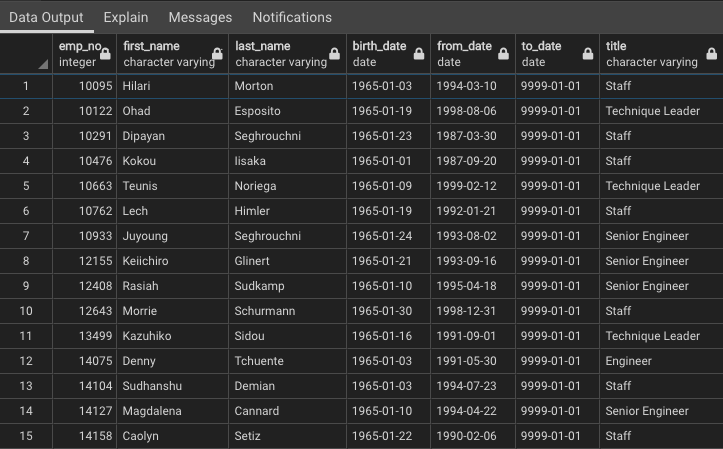 Data Output Explain Messages Notifications
emp_no first_name last_name birth_date from_date to_date title
integer character varying character varying date date date character varying
1 10095 Hilari Morton 1965-01-03 1994-03-10 9999-01-01 Staff
2 10122 Ohad Esposito 1965-01-19 1998-08-06 9999-01-01 Technique Leader
3 10291 Dipayan Seghrouchni 1965-01-23 1987-03-30 9999-01-01 Staff
4 10476 Kokou Iisaka 1965-01-01 1987-09-20 9999-01-01 Staff
5 10663 Teunis Noriega 1965-01-09 1999-02-12 9999-01-01 Technique Leader
6 10762 Lech Himler 1965-01-19 1992-01-21 9999-01-01 Staff
7 10933 Juyoung Seghrouchni 1965-01-24 1993-08-02 9999-01-01 Senior Engineer
8 12155 Keiichiro Glinert 1965-01-21 1993-09-16 9999-01-01 Senior Engineer
9 12408 Rasiah Sudkamp 1965-01-10 1995-04-18 9999-01-01 Senior Engineer
10 12643 Morrie Schurmann 1965-01-30 1998-12-31 9999-01-01 Staff
11 13499 Kazuhiko Sidou 1965-01-16 1991-09-01 9999-01-01 Technique Leader
12 14075 Denny Tchuente 1965-01-03 1991-05-30 9999-01-01 Engineer
13 14104 Sudhanshu Demian 1965-01-03 1994-07-23 9999-01-01 Staff
14 14127 Magdalena Cannard 1965-01-10 1994-04-22 9999-01-01 Senior Engineer
15 14158 Caolyn Setiz 1965-01-22 1990-02-06 9999-01-01 Staff